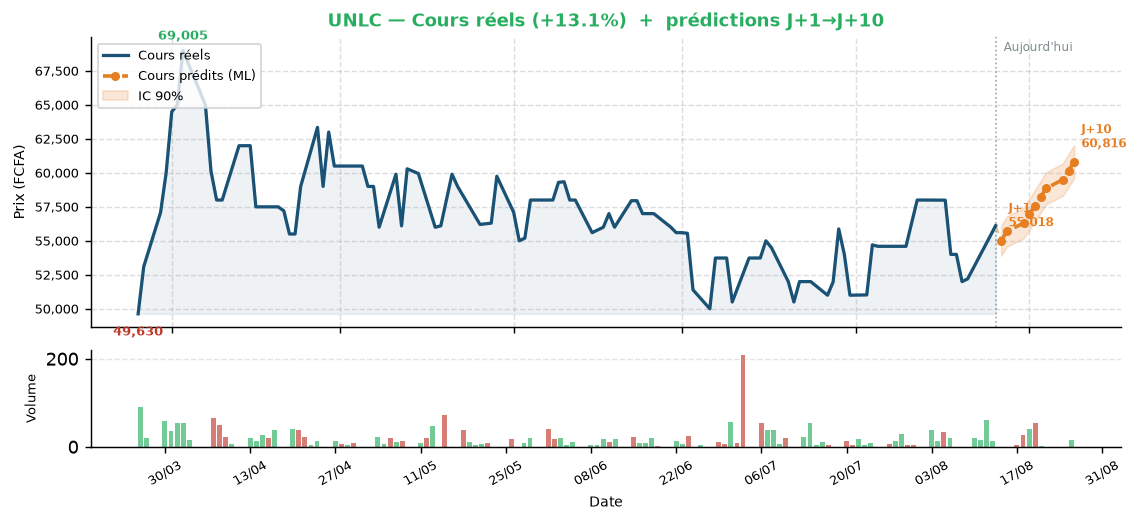 UNLC — Cours réels (+13.1%) + prédictions J+1→J+10
69,005
Aujourd'hui
Cours réels
Cours prédits (ML)
IC 90%
67,500
65,000
62,500
60,000
57,500
55,000
52,500
50,000
Prix (FCFA)
J+10
60,816
J+1
55,018
49,630
200
0
Volume
30/03
13/04
27/04
11/05
25/05
08/06
22/06
06/07
20/07
03/08
17/08
31/08
Date